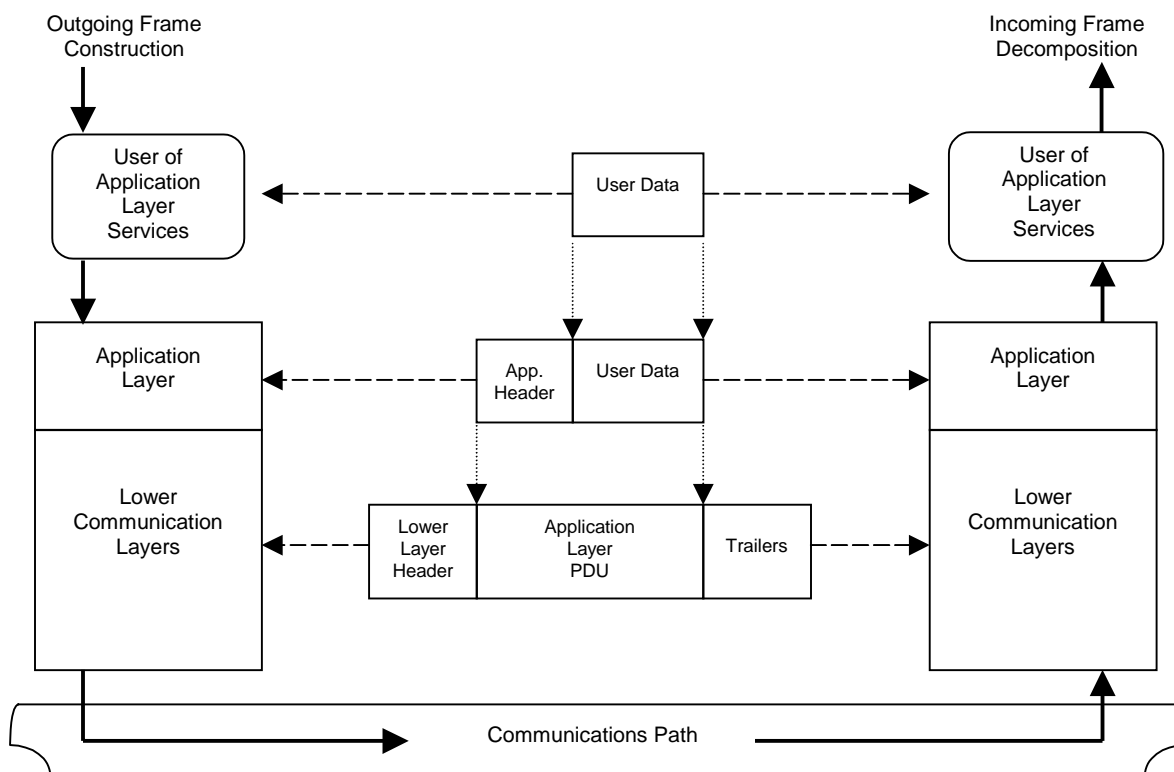 Outgoing Frame
Construction
Incoming Frame
Decomposition
User of
Application
Layer
Services
User Data
User of
Application
Layer
Services
Application
Layer
App.
Header
User Data
Application
Layer
Lower
Communication
Layers
Lower
Layer
Header
Application
Layer
PDU
Trailers
Lower
Communication
Layers
Communications Path